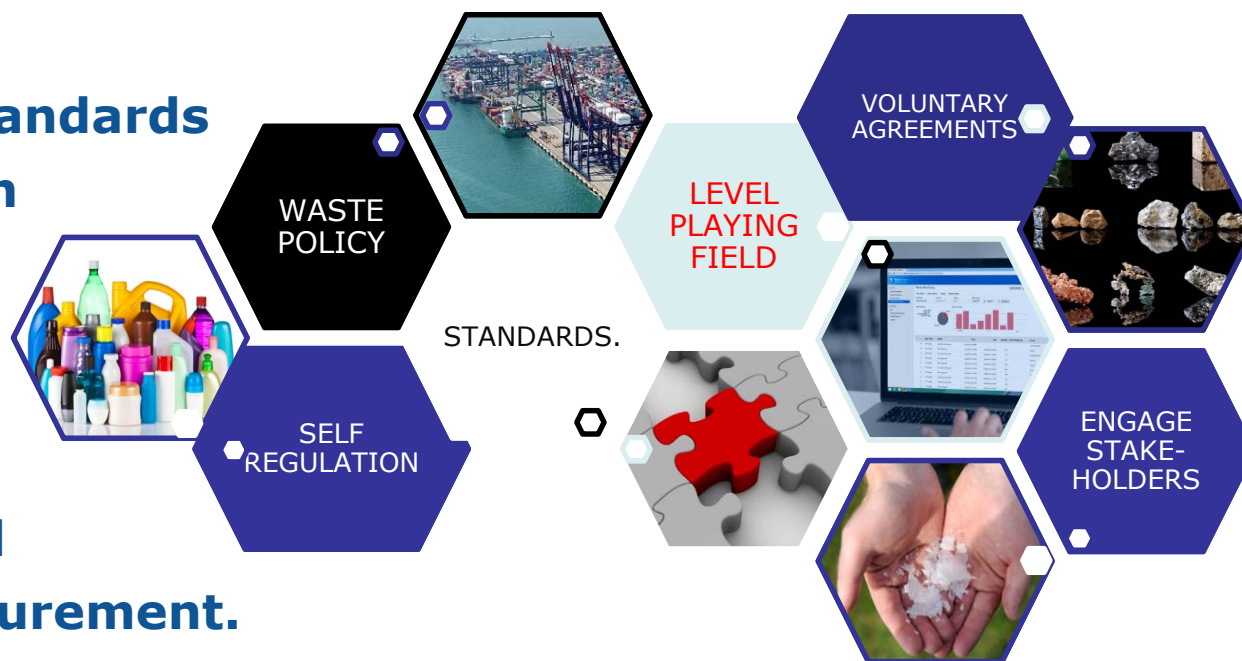 andards
VOLUNTARY
AGREEMENTS
WASTE
POLICY
LEVEL
PLAYING
FIELD
STANDARDS.
SELF
REGULATION
ENGAGE
STAKE-
HOLDERS
urement.